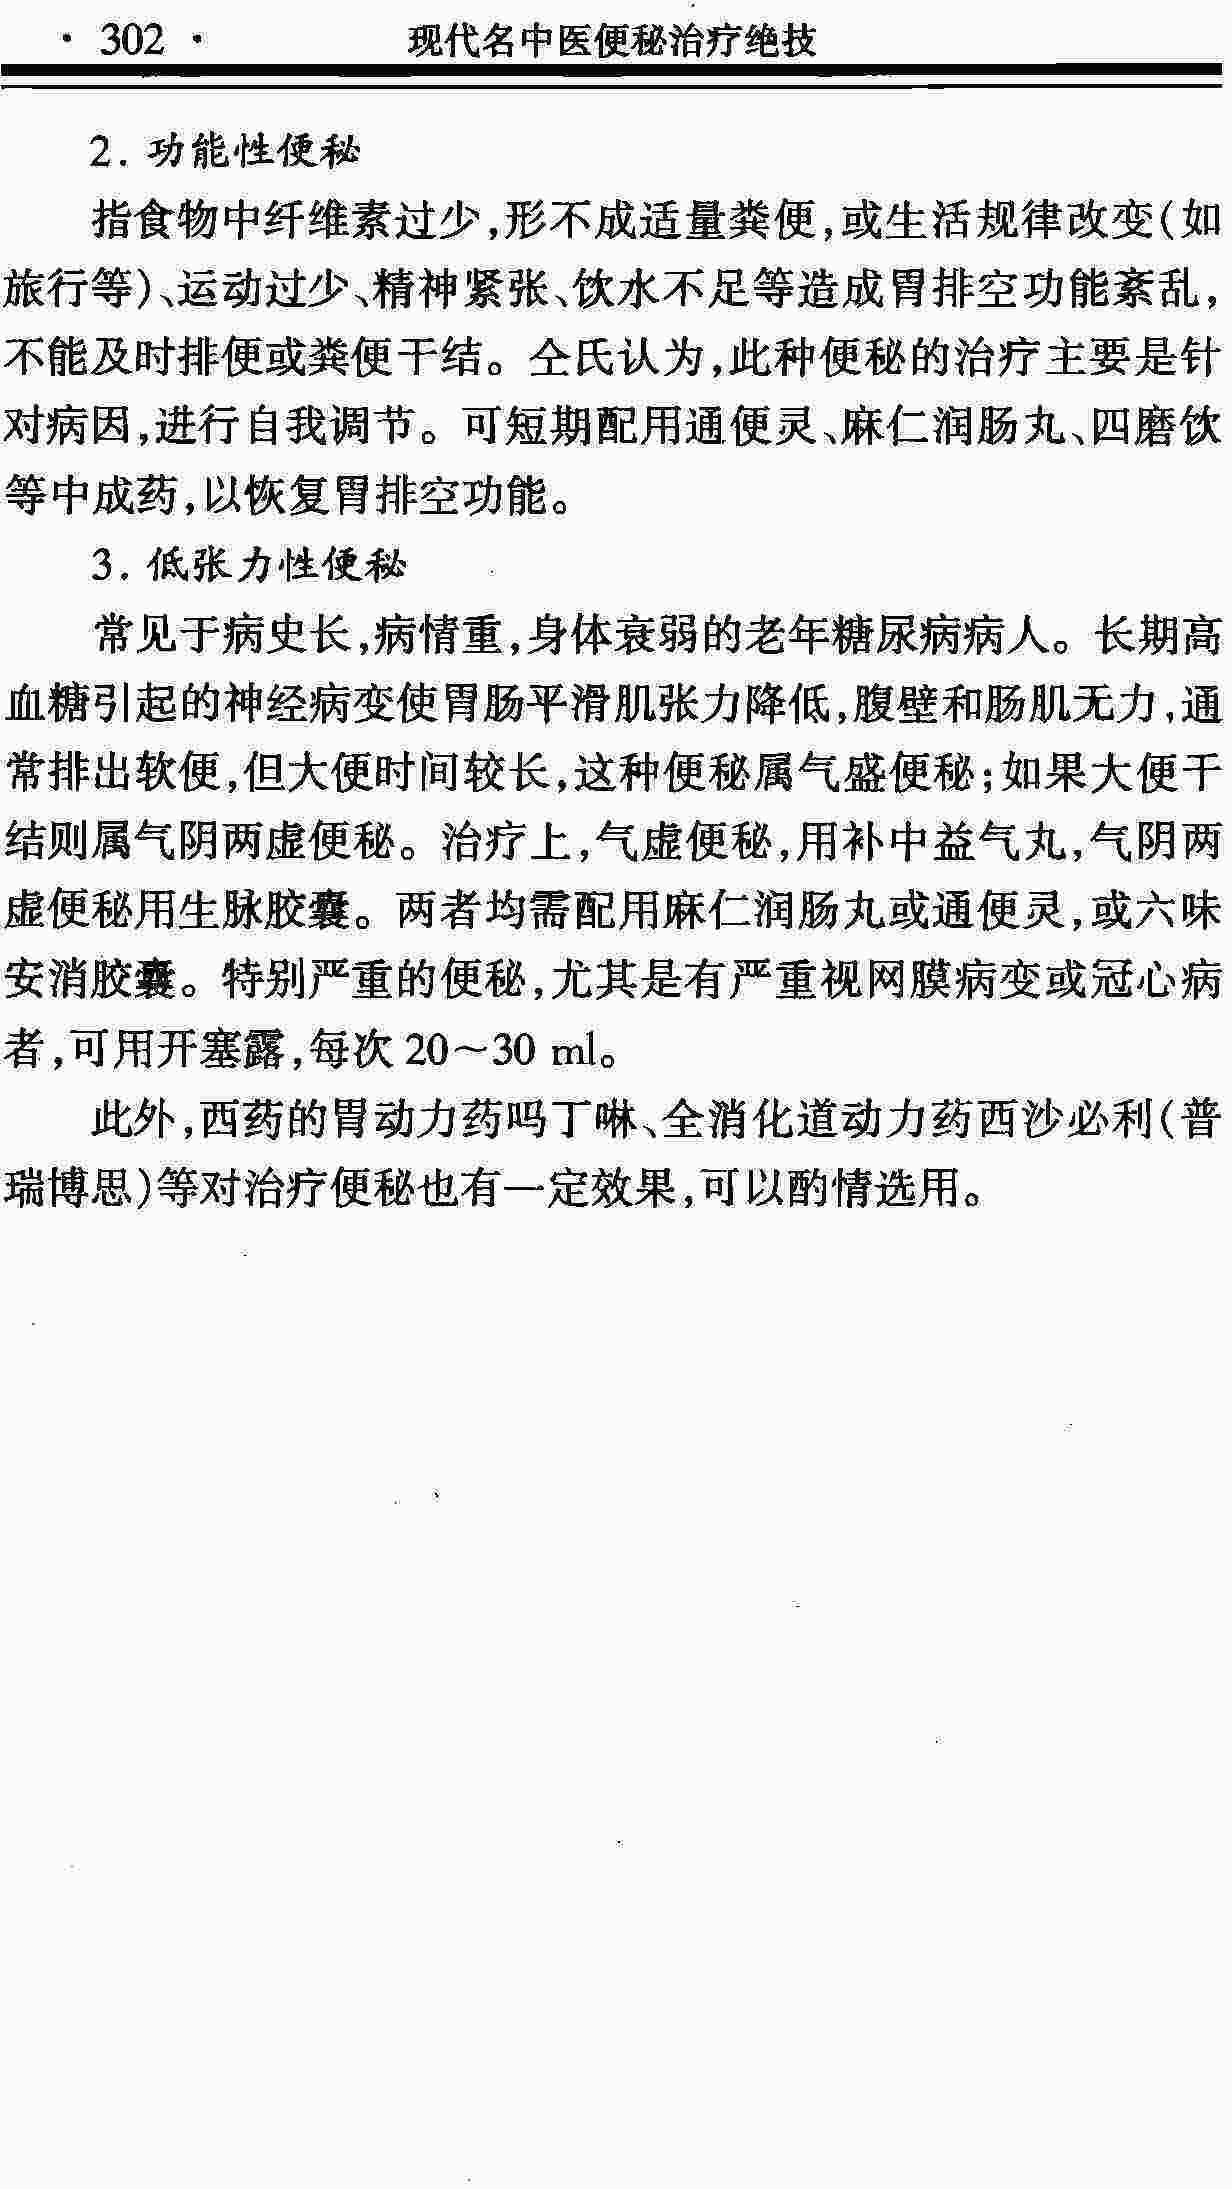 · 302 · 现代名中医便秘治疗绝技
2. 功能性便秘
指食物中纤维素过少,形不成适量粪便,或生活规律改变(如
旅行等)、运动过少、精神紧张、饮水不足等造成胃排空功能紊乱,
不能及时排便或粪便干结。仝氏认为,此种便秘的治疗主要是针
对病因,进行自我调节。可短期配用通便灵、麻仁润肠丸、四磨饮
等中成药,以恢复胃排空功能。
3. 低张力性便秘
常见于病史长,病情重,身体衰弱的老年糖尿病病人。长期高
血糖引起的神经病变使胃肠平滑肌张力降低,腹壁和肠肌无力,通
常排出软便,但大便时间较长,这种便秘属气盛便秘;如果大便干
结则属气阴两虚便秘。治疗上,气虚便秘,用补中益气丸,气阴两
虚便秘用生脉胶囊。两者均需配用麻仁润肠丸或通便灵,或六味
安消胶囊。特别严重的便秘,尤其是有严重视网膜病变或冠心病
者,可用开塞露,每次 20～30 ml。
此外,西药的胃动力药吗丁啉、全消化道动力药西沙必利(普
瑞博思)等对治疗便秘也有一定效果,可以酌情选用。